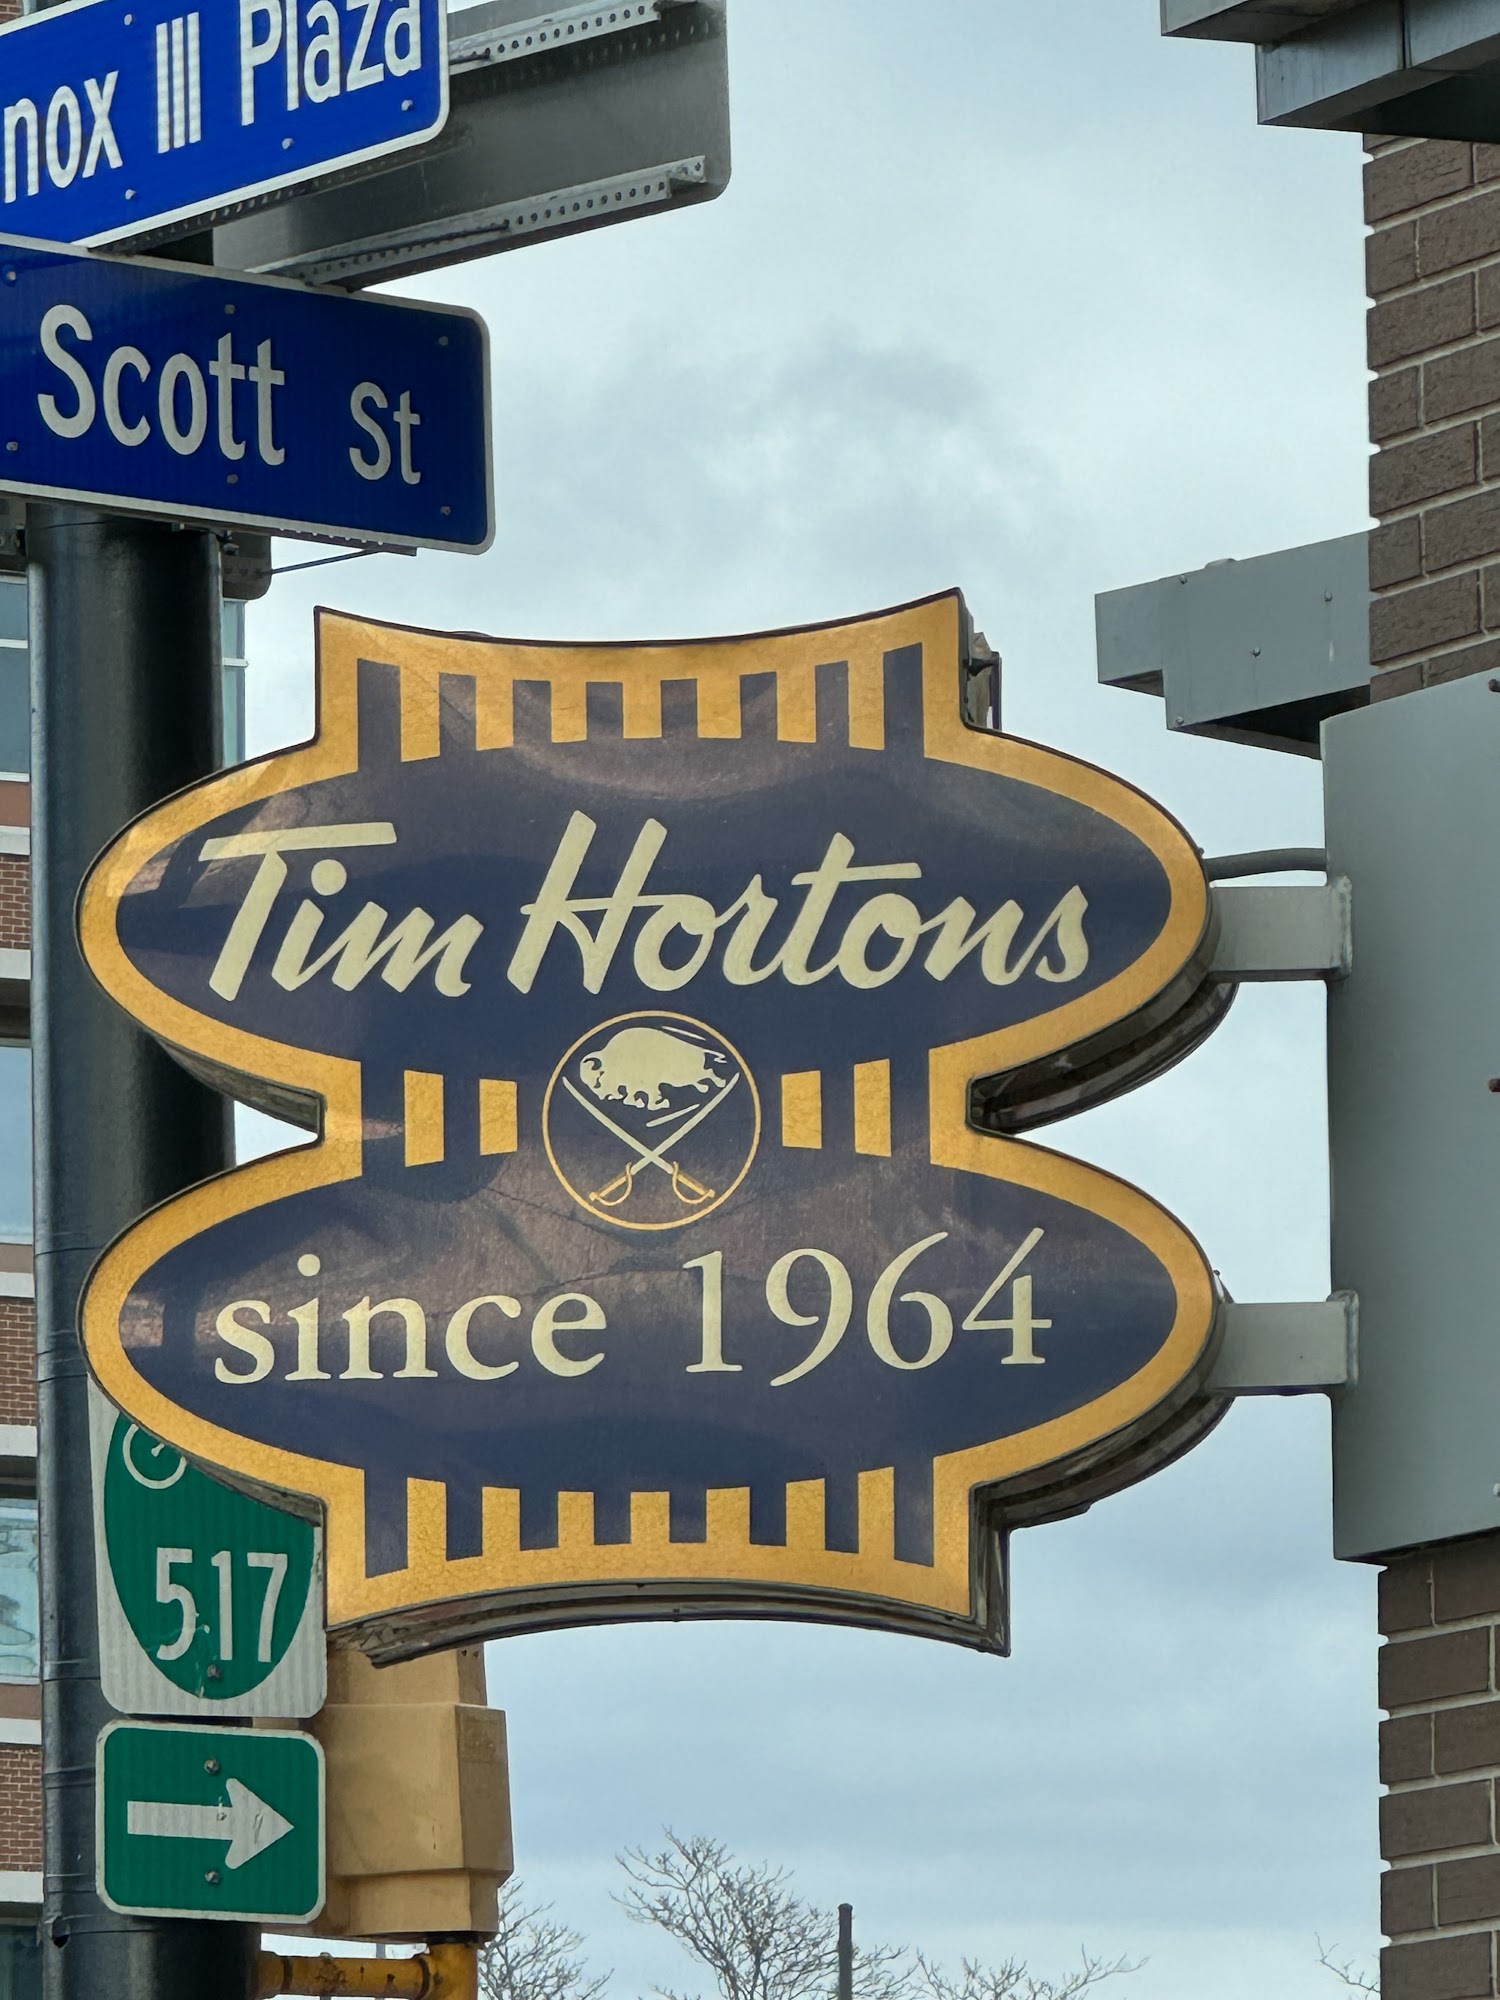 nox III Plaza
Scott St
Tim Hortons
since 1964
517